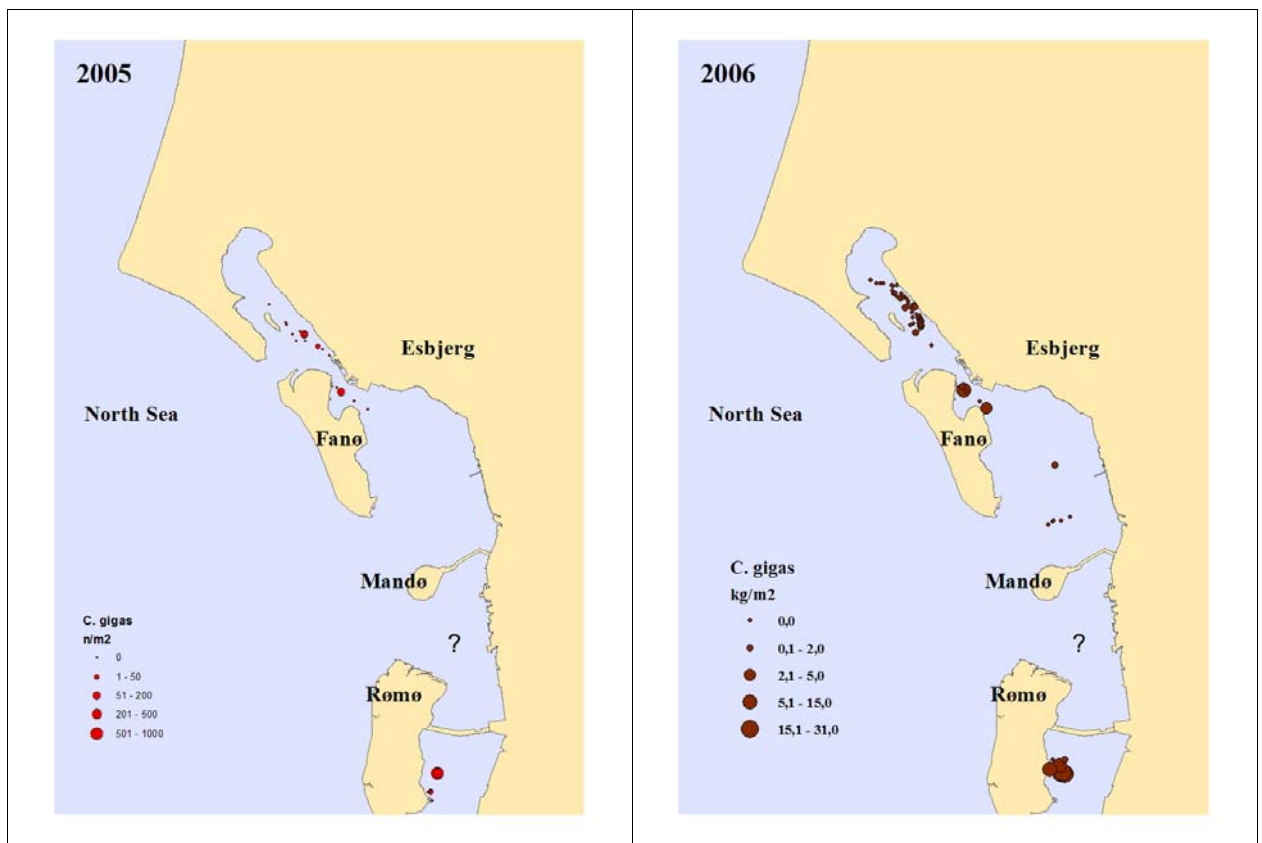 2005
Esbjerg
North Sea
Fanø
Mandø
C. gigas
n/m2
0
1 - 50
51 - 200
201 - 500
501 - 1000
?
Rømø
2006
Esbjerg
North Sea
Fanø
C. gigas
kg/m2
0,0
0,1 - 2,0
2,1 - 5,0
5,1 - 15,0
15,1 - 31,0
Mandø
?
Rømø